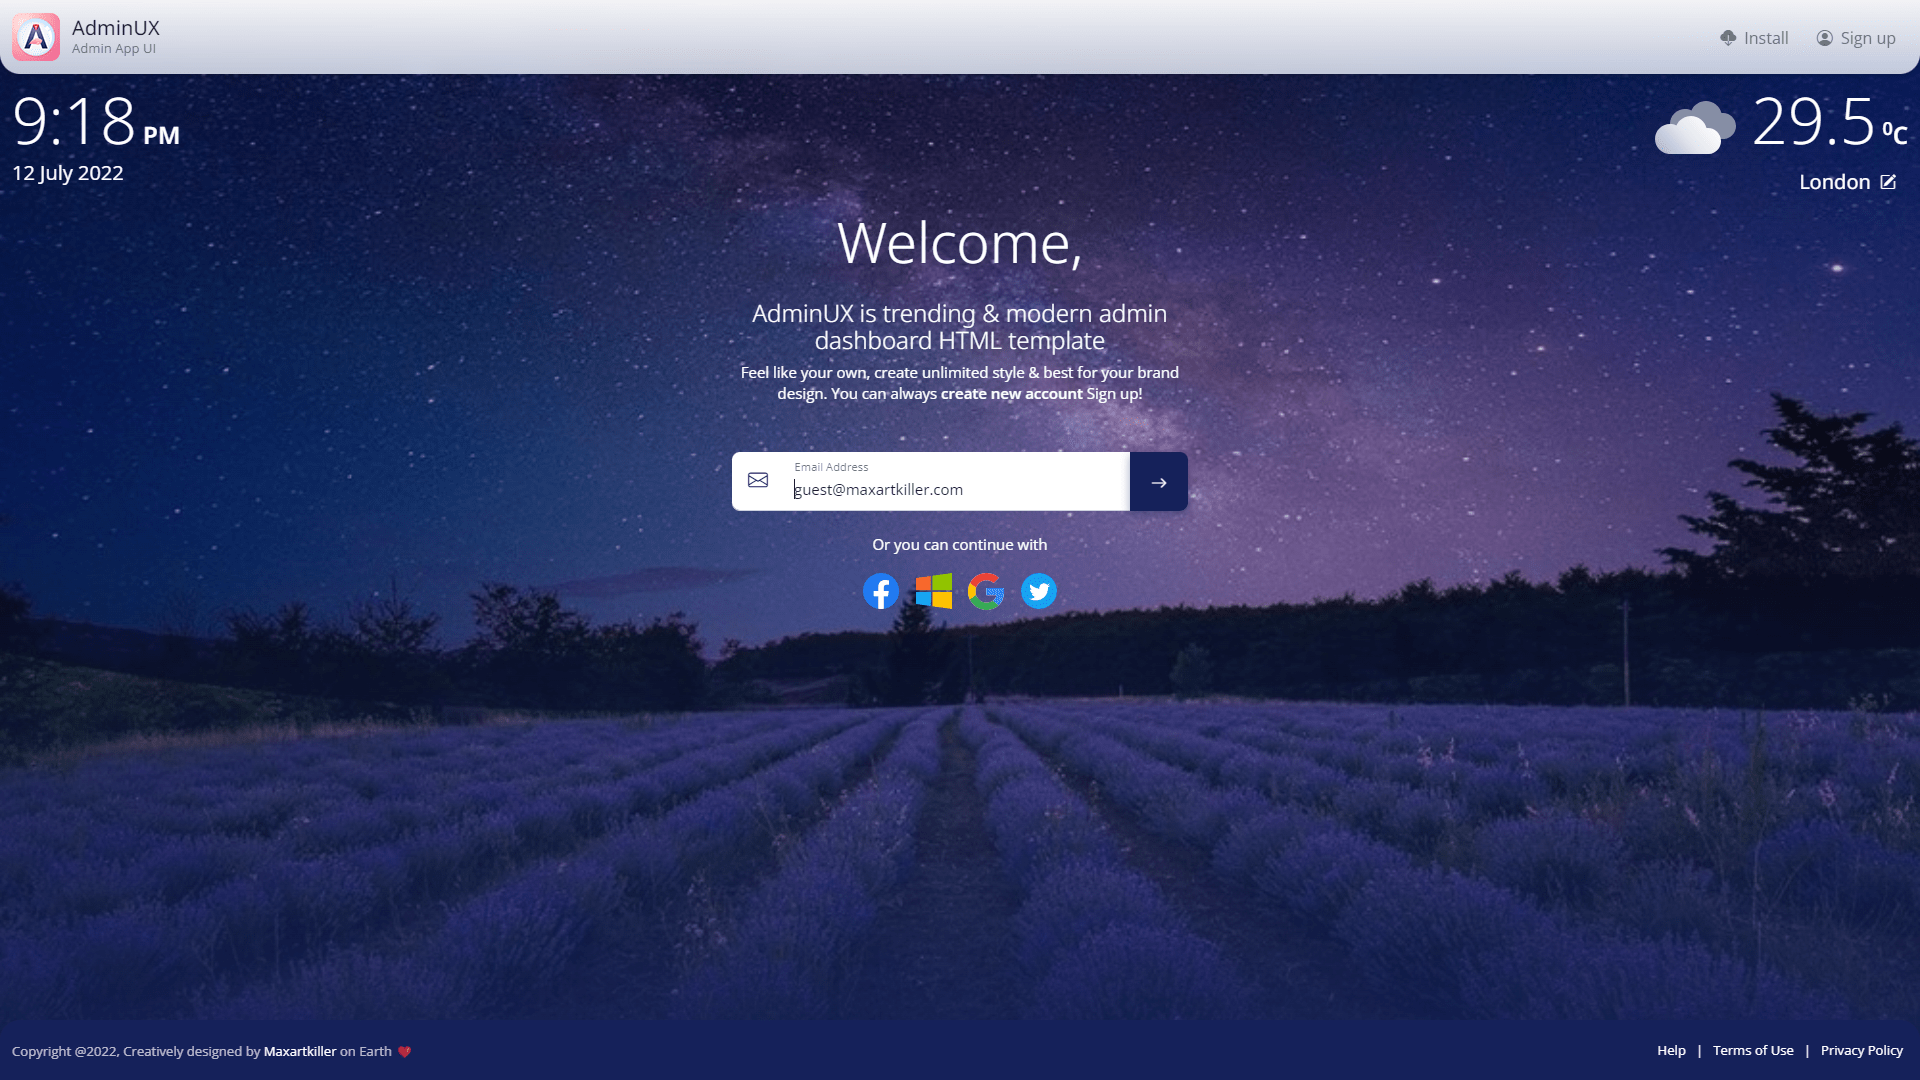 AdminUX
Admin App UI
Install
Sign up
9:18 PM
12 July 2022
29.5 ⁰C
London
Welcome,
AdminUX is trending & modern admin
dashboard HTML template
Feel like your own, create unlimited style & best for your brand
design. You can always create new account Sign up!
Email Address
guest@maxartkiller.com
Or you can continue with
Copyright @2022, Creatively designed by Maxartkiller on Earth
Help | Terms of Use | Privacy Policy